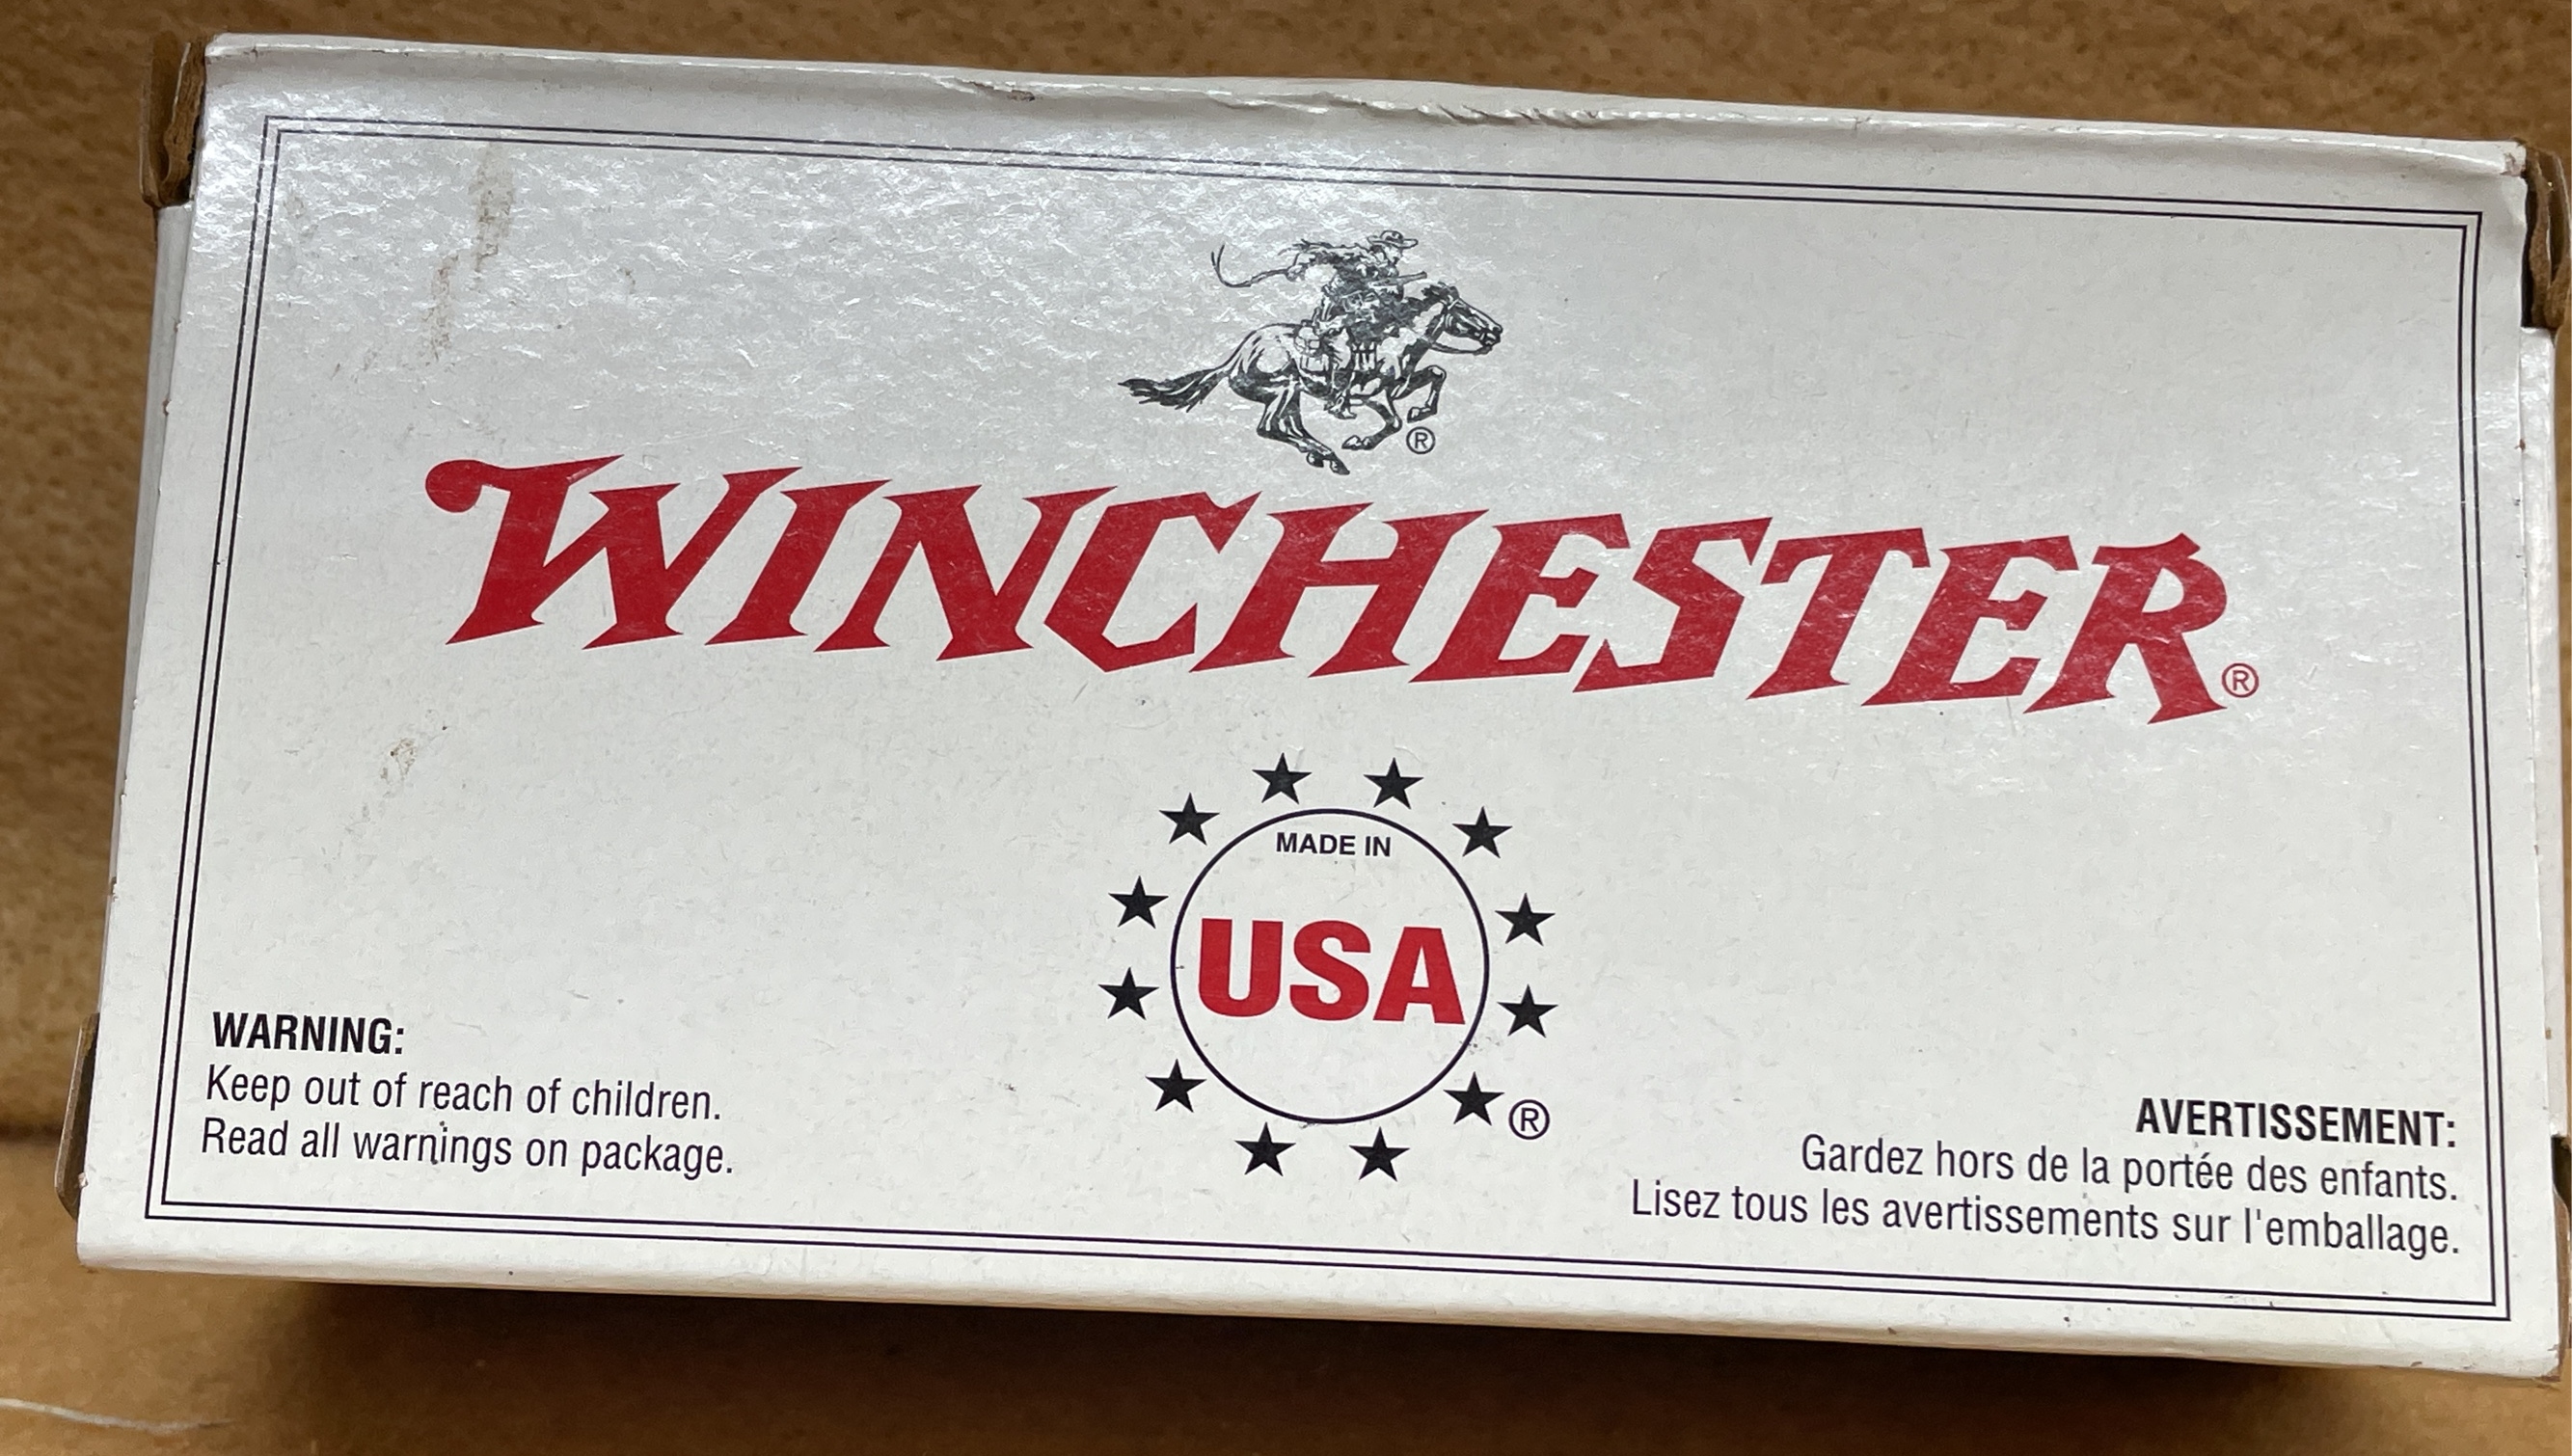 ®
WINCHESTER®
MADE IN
USA
®
WARNING:
Keep out of reach of children.
Read all warnings on package.
AVERTISSEMENT:
Gardez hors de la portée des enfants.
Lisez tous les avertissements sur l'emballage.